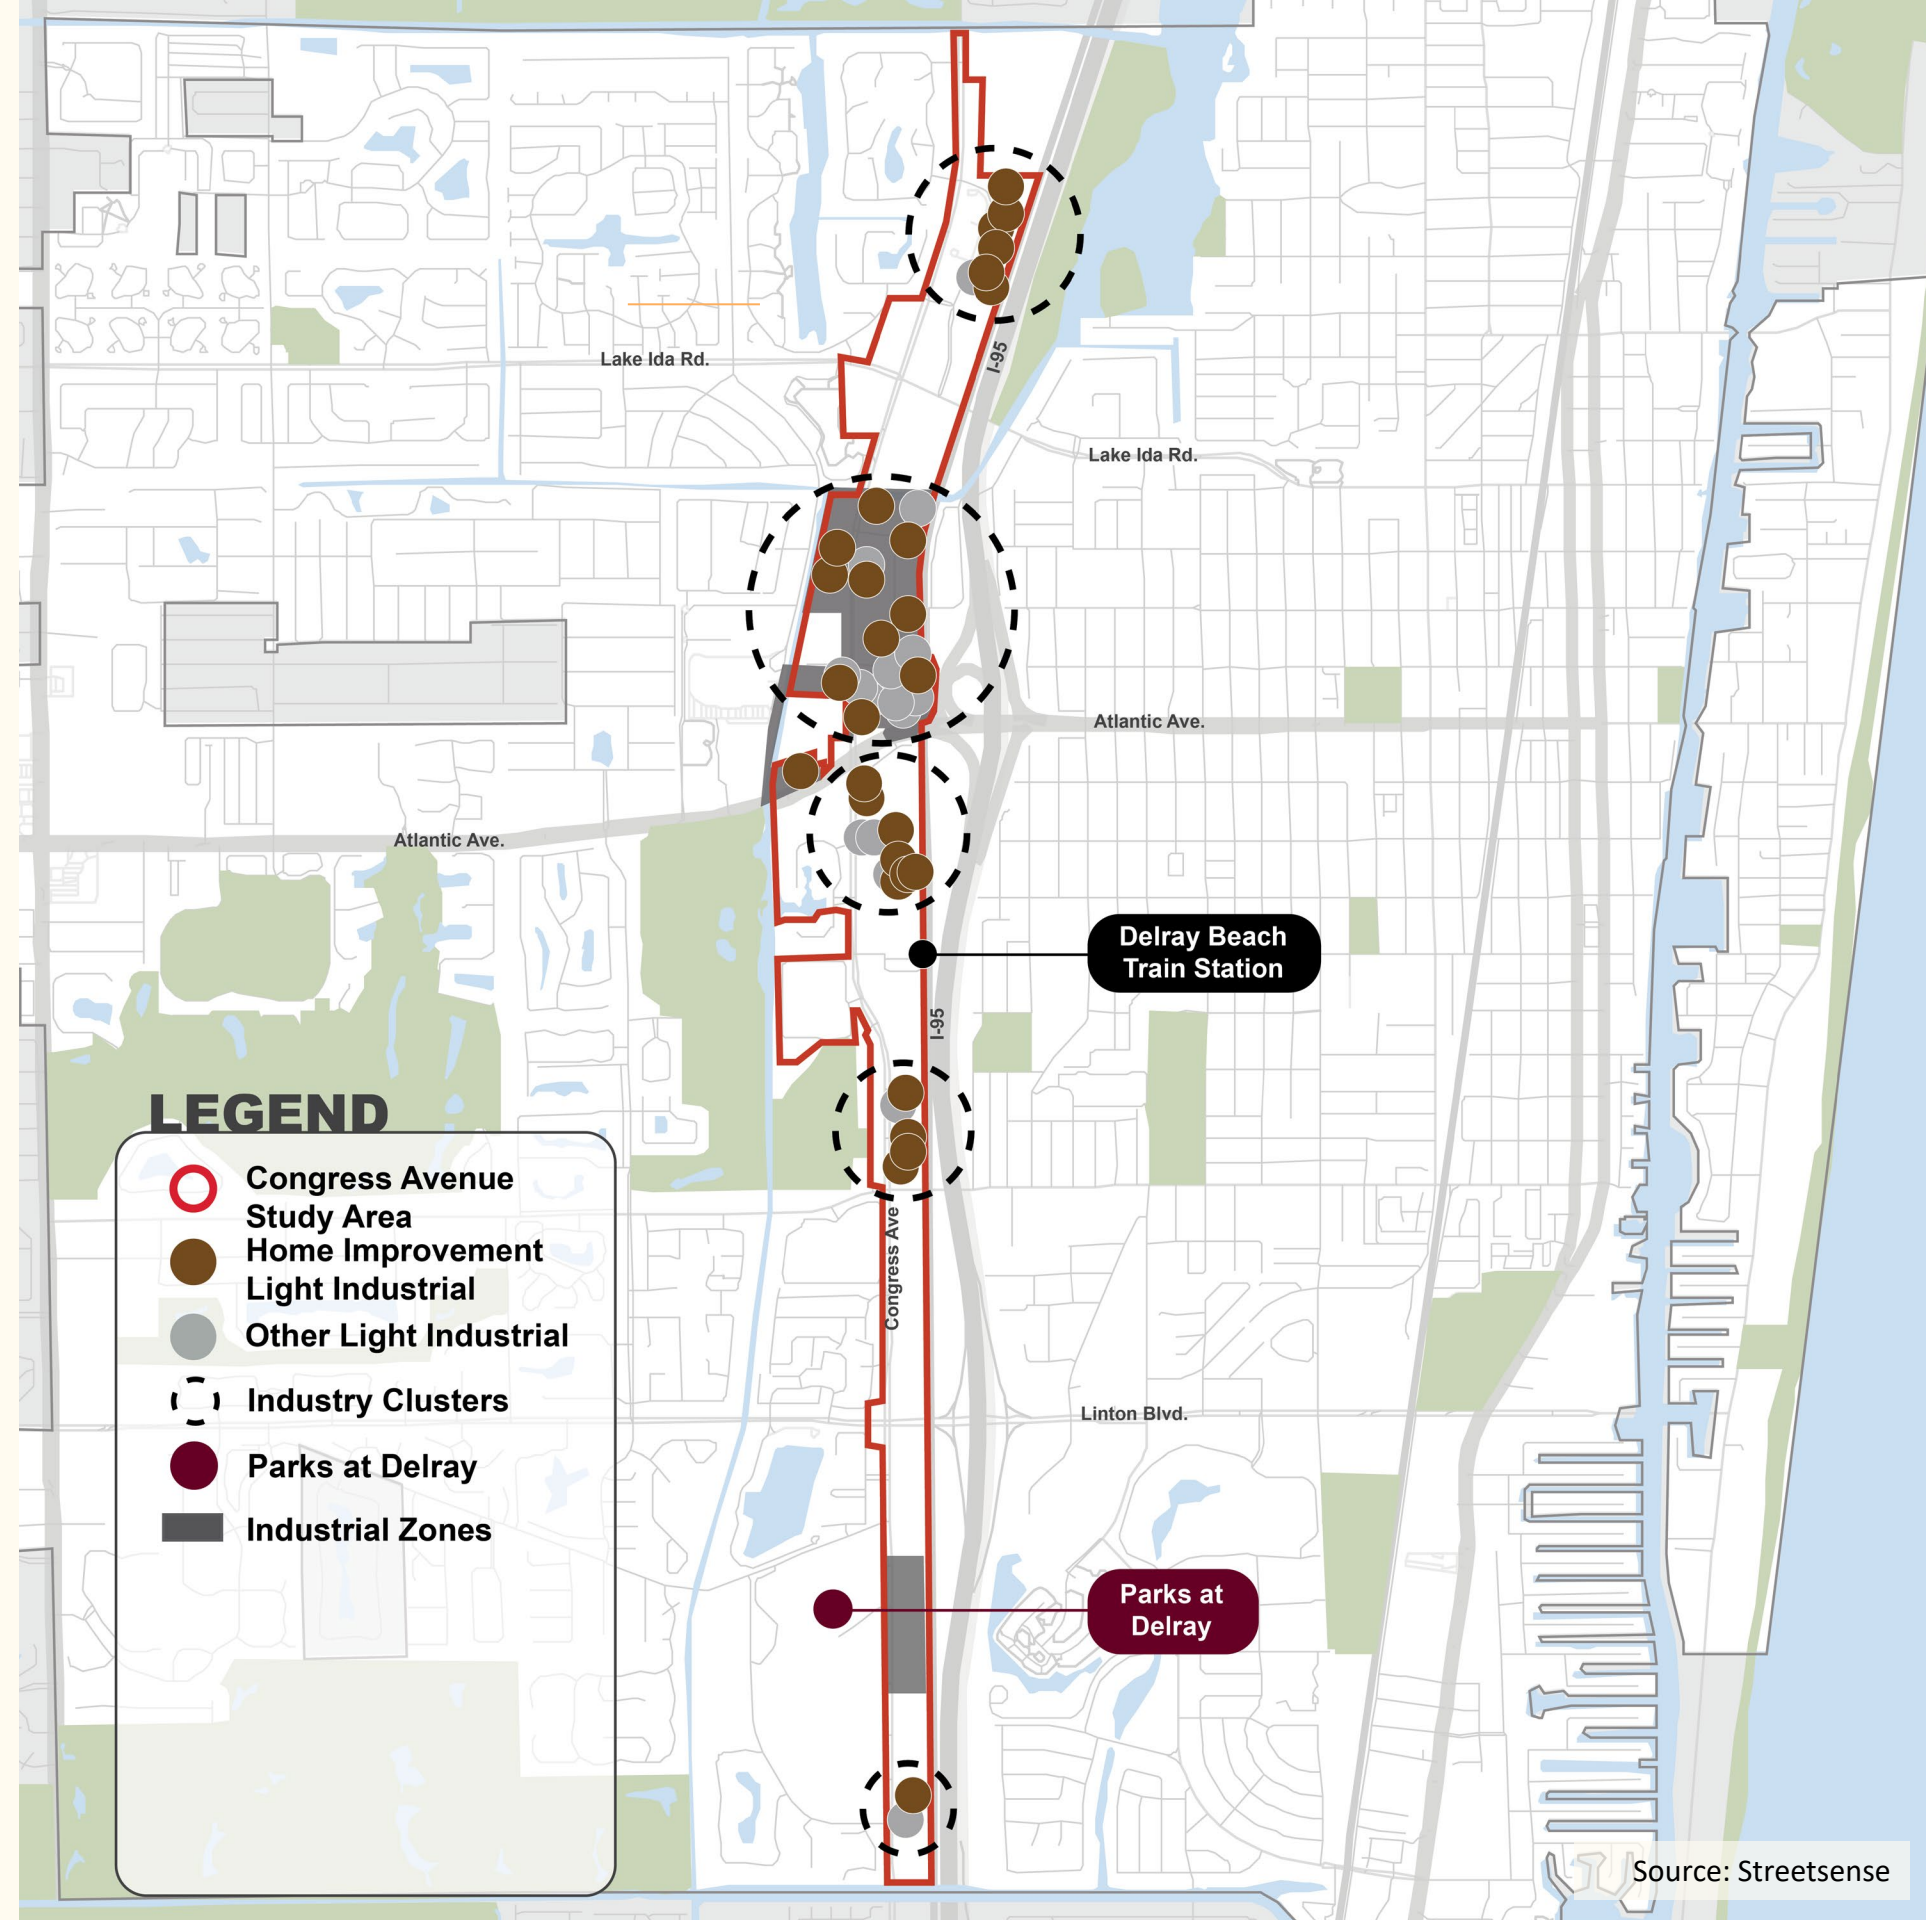 Lake Ida Rd.
I-95
Lake Ida Rd.
Atlantic Ave.
Atlantic Ave.
Delray Beach
Train Station
I-95
LEGEND
Congress Avenue
Study Area
Home Improvement
Light Industrial
Other Light Industrial
Industry Clusters
Parks at Delray
Industrial Zones
Congress Ave
Linton Blvd.
Parks at
Delray
Source: Streetsense